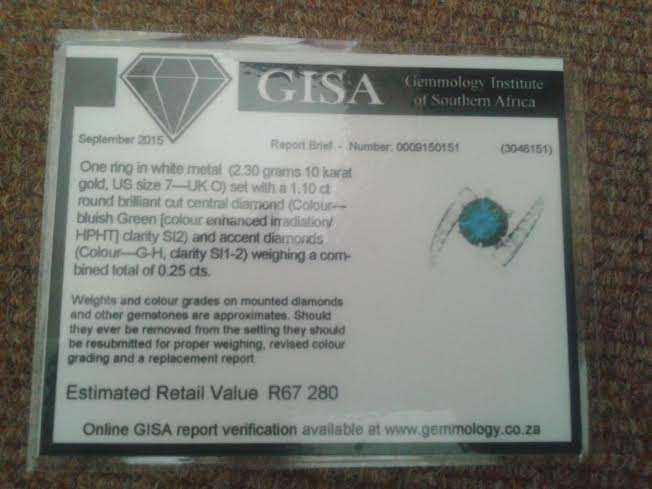 GISA
Gemmology Institute
of Southern Africa
September 2015
Report Brief - Number: 0009150151 (3046151)
One ring in white metal (2.30 grams 10 karat
gold, US size 7—UK O) set with a 1.10 ct
round brilliant cut central diamond (Colour—
bluish Green [colour enhanced irradiation/
HPHT] clarity SI2) and accent diamonds
(Colour—G-H, clarity SI1-2) weighing a com-
bined total of 0.25 cts.
Weights and colour grades on mounted diamonds
and other gemstones are approximates. Should
they ever be removed from the setting they should
be resubmitted for proper weighing, revised colour
grading and a replacement report.
Estimated Retail Value R67 280
Online GISA report verification available at www.gemmology.co.za